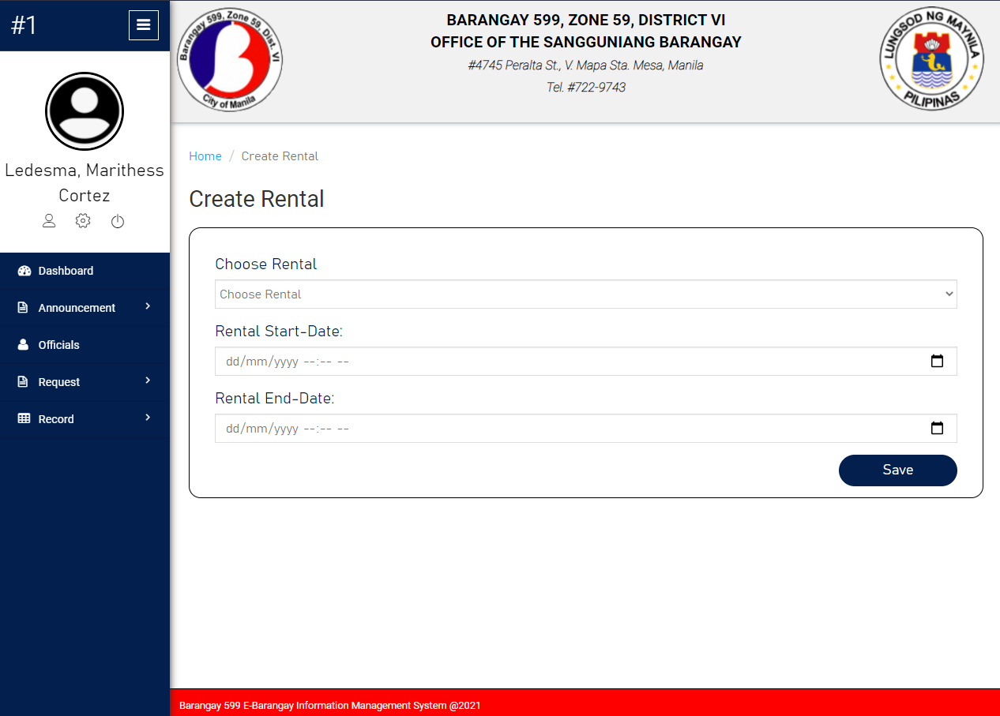 #1
Barangay 599, Zone 59, Dist. VI
City of Manila
BARANGAY 599, ZONE 59, DISTRICT VI
OFFICE OF THE SANGGUNIANG BARANGAY
#4745 Peralta St., V. Mapa Sta. Mesa, Manila
Tel. #722-9743
LUNGSOD NG MAYNILA
PILIPINAS
Ledesma, Marithess
Cortez
Dashboard
Announcement
Officials
Request
Record
Home / Create Rental
Create Rental
Choose Rental
Choose Rental
Rental Start-Date:
dd/mm/yyyy --:-- --
Rental End-Date:
dd/mm/yyyy --:-- --
Save
Barangay 599 E-Barangay Information Management System @2021